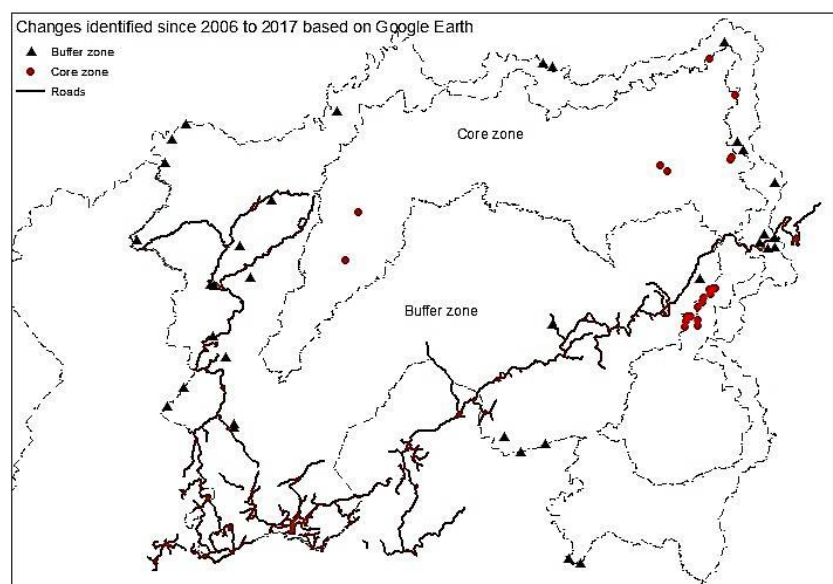 Changes identified since 2006 to 2017 based on Google Earth
Buffer zone
Core zone
Roads
Core zone
Buffer zone